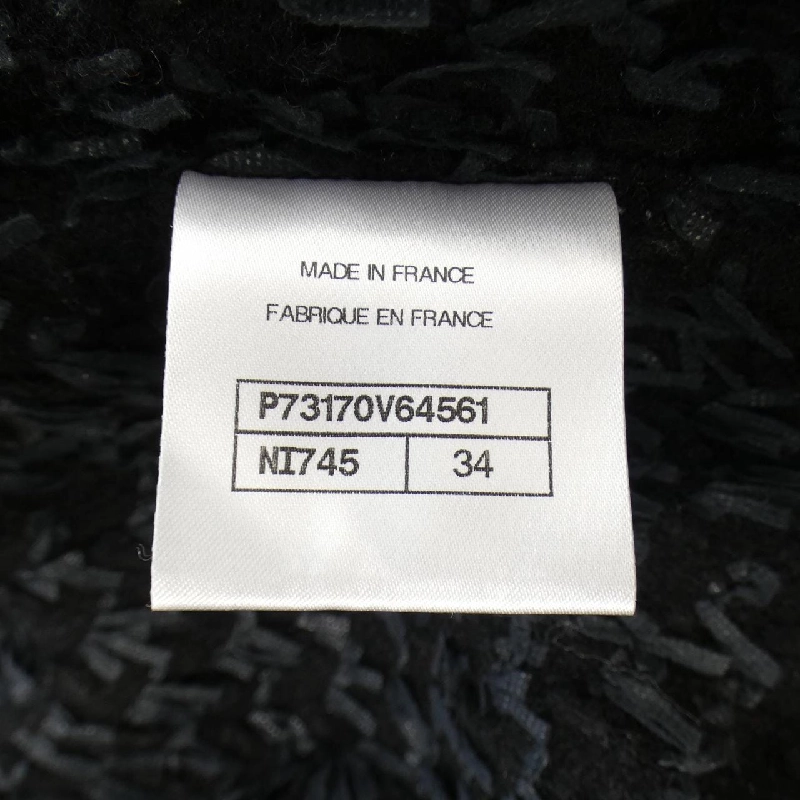 MADE IN FRANCE
FABRIQUE EN FRANCE
P73170V64561
NI745 34